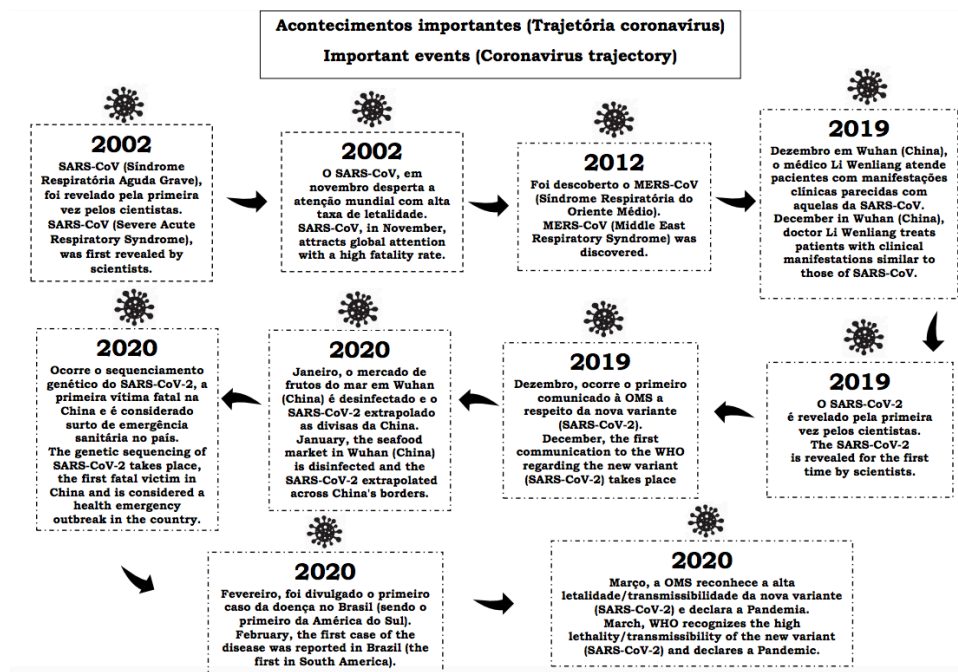 Acontecimentos importantes (Trajetória coronavírus)
Important events (Coronavirus trajectory)
2002
SARS-CoV (Síndrome
Respiratória Aguda Grave),
foi revelado pela primeira
vez pelos cientistas.
SARS-CoV (Severe Acute
Respiratory Syndrome),
was first revealed by
scientists.
2002
O SARS-CoV, em
novembro desperta a
atenção mundial com alta
taxa de letalidade.
SARS-CoV, in November,
attracts global attention
with a high fatality rate.
2012
Foi descoberto o MERS-CoV
(Síndrome Respiratória do
Oriente Médio).
MERS-CoV (Middle East
Respiratory Syndrome) was
discovered.
2019
Dezembro em Wuhan (China),
o médico Li Wenliang atende
pacientes com manifestações
clínicas parecidas com
aquelas da SARS-CoV.
December in Wuhan (China),
doctor Li Wenliang treats
patients with clinical
manifestations similar to
those of SARS-CoV.
2019
O SARS-CoV-2
é revelado pela primeira
vez pelos cientistas.
The SARS-CoV-2
is revealed for the first
time by scientists.
2019
Dezembro, ocorre o primeiro
comunicado à OMS a
respeito da nova variante
(SARS-CoV-2).
December, the first
communication to the WHO
regarding the new variant
(SARS-CoV-2) takes place
2020
Janeiro, o mercado de
frutos do mar em Wuhan
(China) é desinfectado e o
SARS-CoV-2 extrapolado
as divisas da China.
January, the seafood
market in Wuhan (China)
is disinfected and the
SARS-CoV-2 extrapolated
across China's borders.
2020
Ocorre o sequenciamento
genético do SARS-CoV-2, a
primeira vítima fatal na
China e é considerado
surto de emergência
sanitária no país.
The genetic sequencing of
SARS-CoV-2 takes place,
the first fatal victim in
China and is considered a
health emergency
outbreak in the country.
2020
Fevereiro, foi divulgado o primeiro
caso da doença no Brasil (sendo o
primeiro da América do Sul).
February, the first case of the
disease was reported in Brazil (the
first in South America).
2020
Março, a OMS reconhece a alta
letalidade/transmissibilidade da nova variante
(SARS-CoV-2) e declara a Pandemia.
March, WHO recognizes the high
lethality/transmissibility of the new variant
(SARS-CoV-2) and declares a Pandemic.